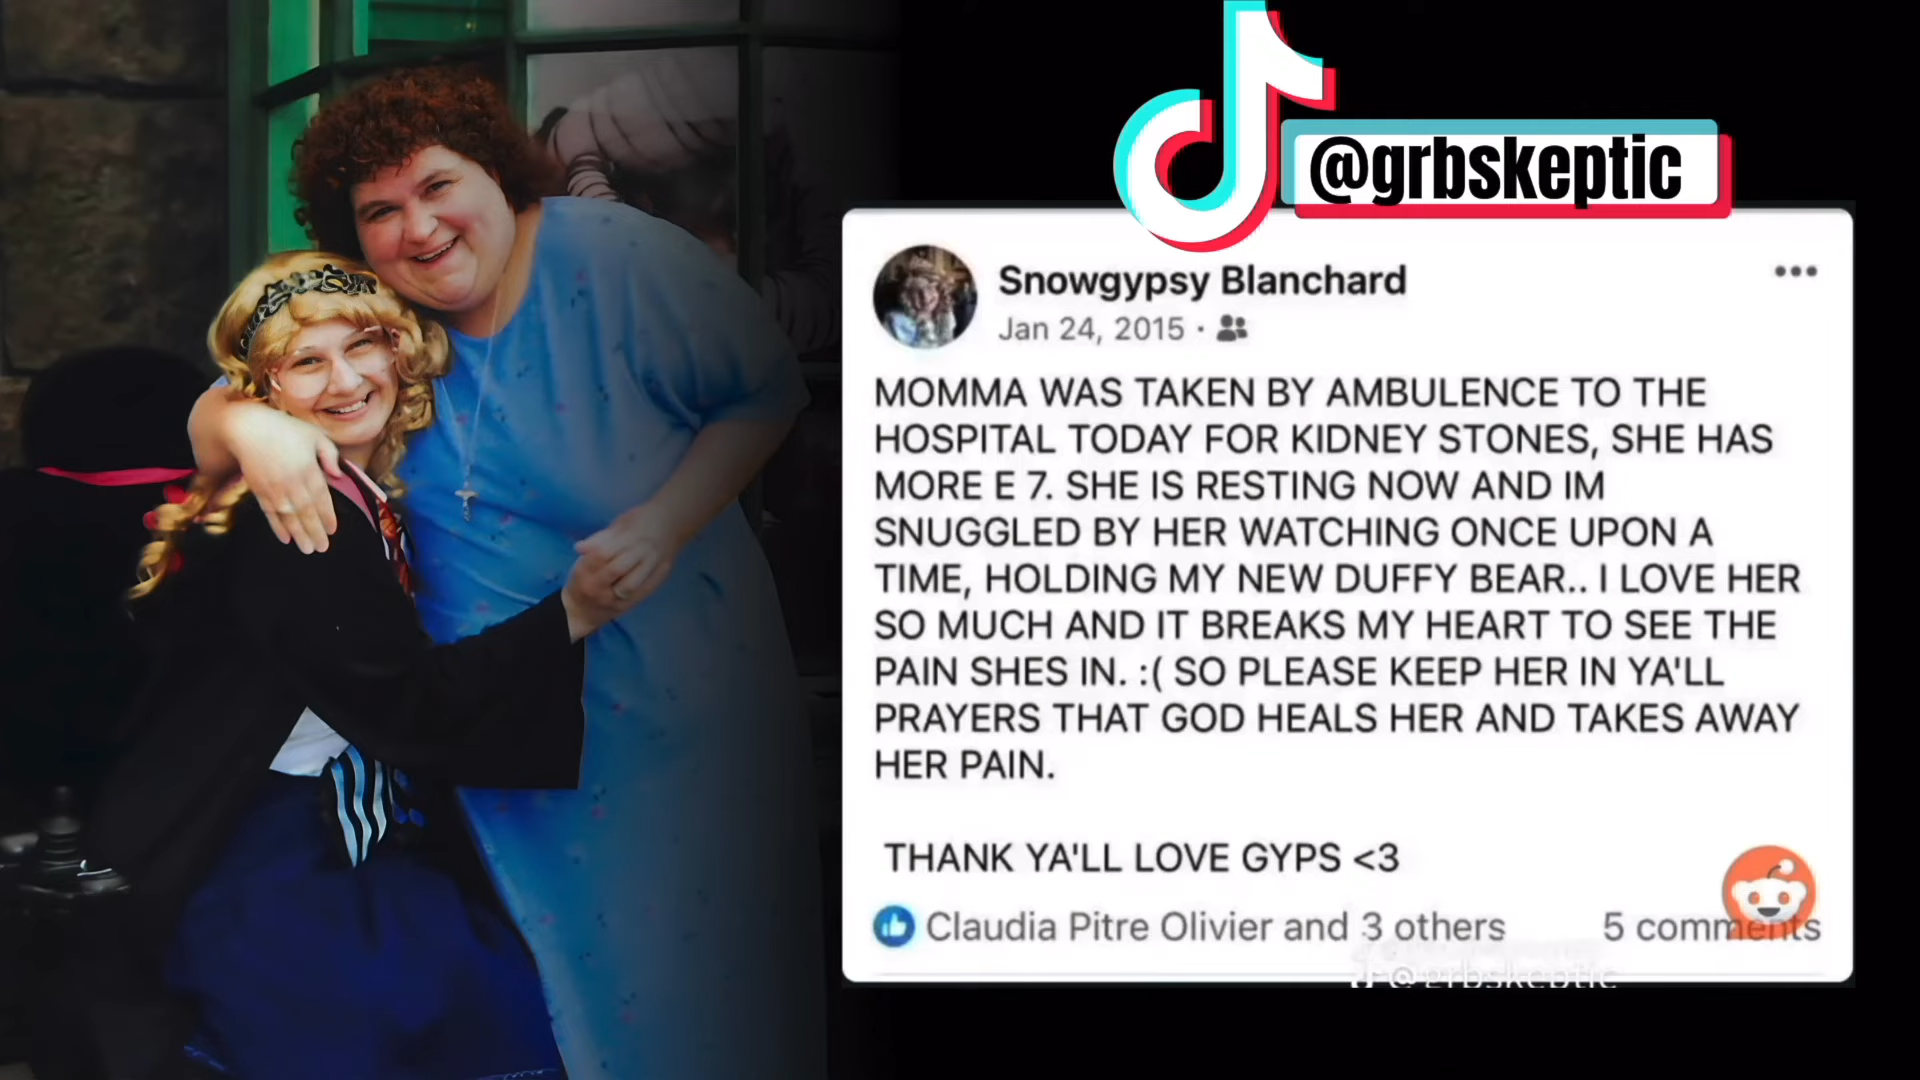 @grbskeptic
Snowgypsy Blanchard
Jan 24, 2015 ·
MOMMA WAS TAKEN BY AMBULENCE TO THE
HOSPITAL TODAY FOR KIDNEY STONES, SHE HAS
MORE E 7. SHE IS RESTING NOW AND IM
SNUGGLED BY HER WATCHING ONCE UPON A
TIME, HOLDING MY NEW DUFFY BEAR.. I LOVE HER
SO MUCH AND IT BREAKS MY HEART TO SEE THE
PAIN SHES IN. :( SO PLEASE KEEP HER IN YA'LL
PRAYERS THAT GOD HEALS HER AND TAKES AWAY
HER PAIN.
THANK YA'LL LOVE GYPS <3
Claudia Pitre Olivier and 3 others 5 comments
@grbskeptic